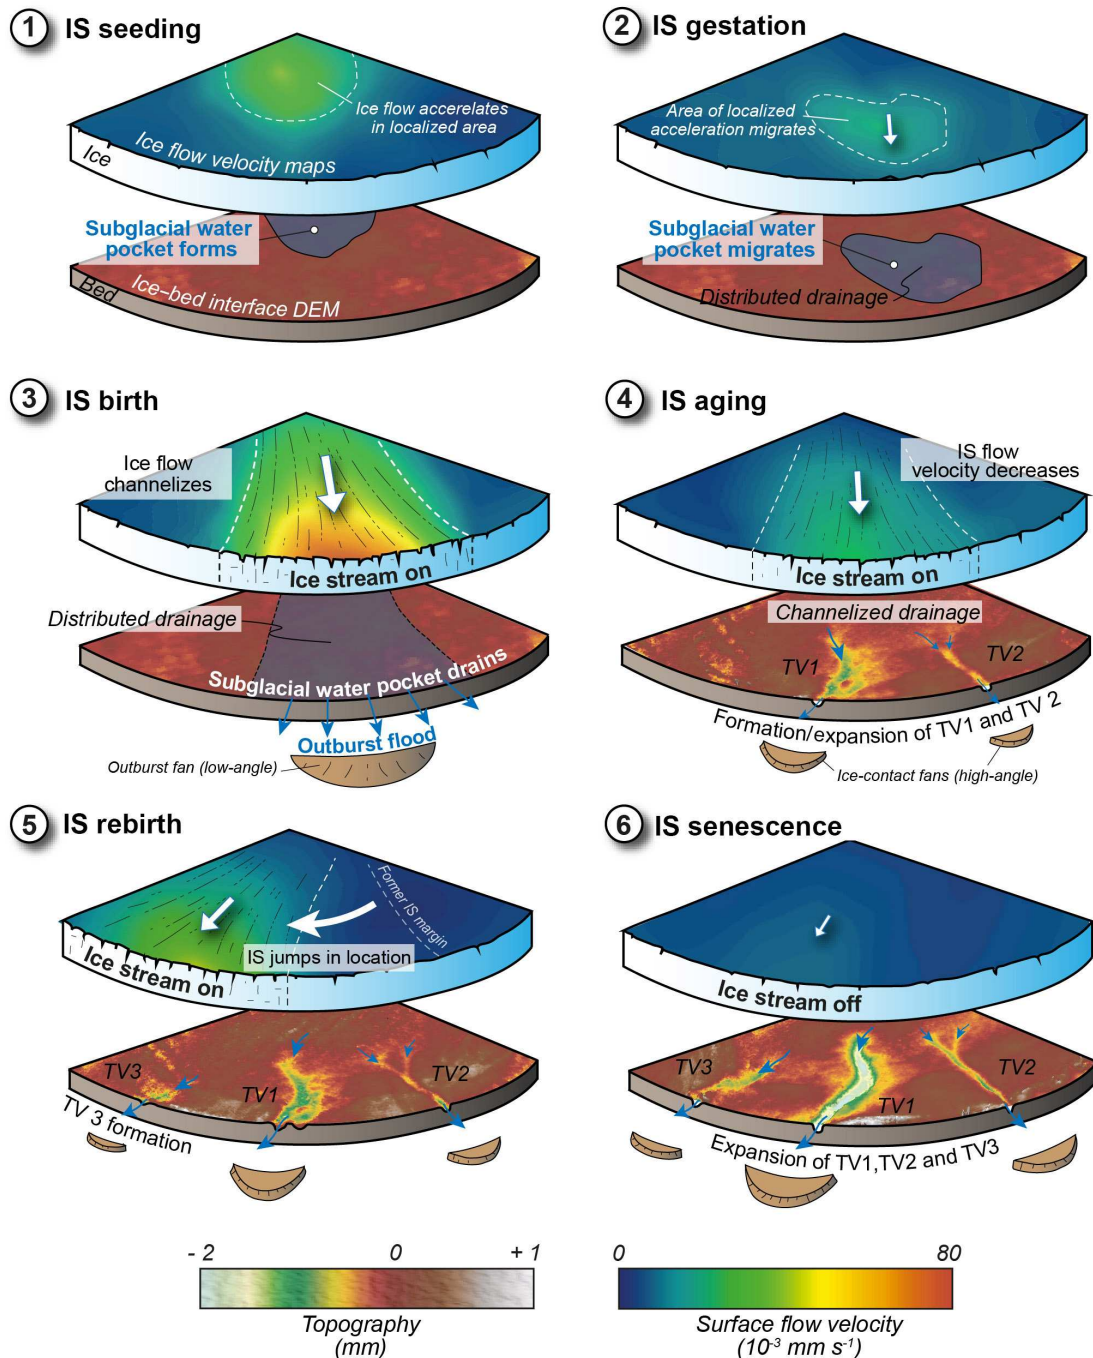 1 IS seeding
Ice flow accerelates
in localized area
Ice flow velocity maps
Ice
Subglacial water
pocket forms
Ice–bed interface DEM
Bed
2 IS gestation
Area of localized
acceleration migrates
Subglacial water
pocket migrates
Distributed drainage
3 IS birth
Ice flow
channelizes
Ice stream on
Distributed drainage
Subglacial water pocket drains
Outburst flood
Outburst fan (low-angle)
4 IS aging
IS flow
velocity decreases
Ice stream on
Channelized drainage
TV1
TV2
Formation/expansion of TV1 and TV 2
Ice-contact fans (high-angle)
5 IS rebirth
Former IS margin
IS jumps in location
Ice stream on
TV3
TV1
TV2
TV 3 formation
6 IS senescence
Ice stream off
TV3
TV1
TV2
Expansion of TV1,TV2 and TV3
- 2 0 + 1
Topography
(mm)
0 80
Surface flow velocity
(10⁻³ mm s⁻¹)